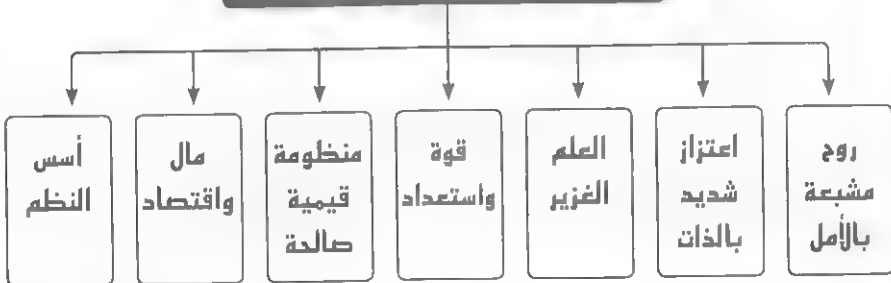 روح
مشبعة
بالأمل
اعتزاز
شديد
بالذات
العلم
الغزير
قوة
واستعداد
منظومة
قيمية
صالحة
مال
واقتصاد
أسس
النظم